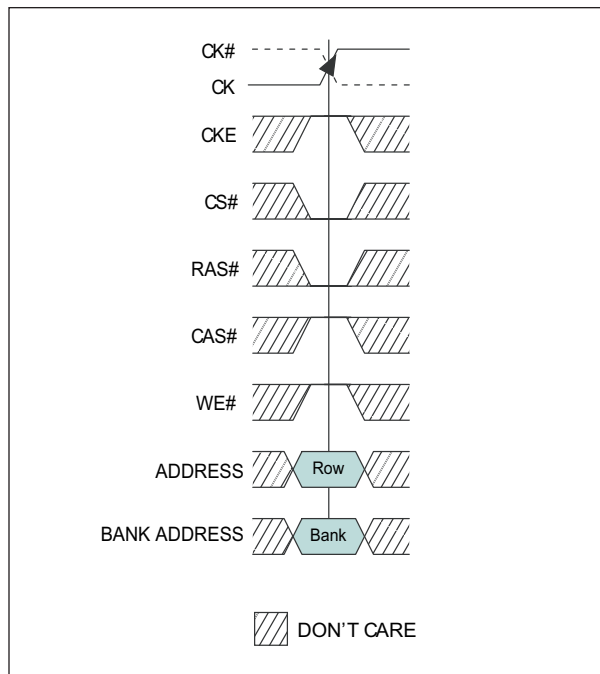 CK#
CK
CKE
CS#
RAS#
CAS#
WE#
ADDRESS Row
BANK ADDRESS Bank
DON'T CARE